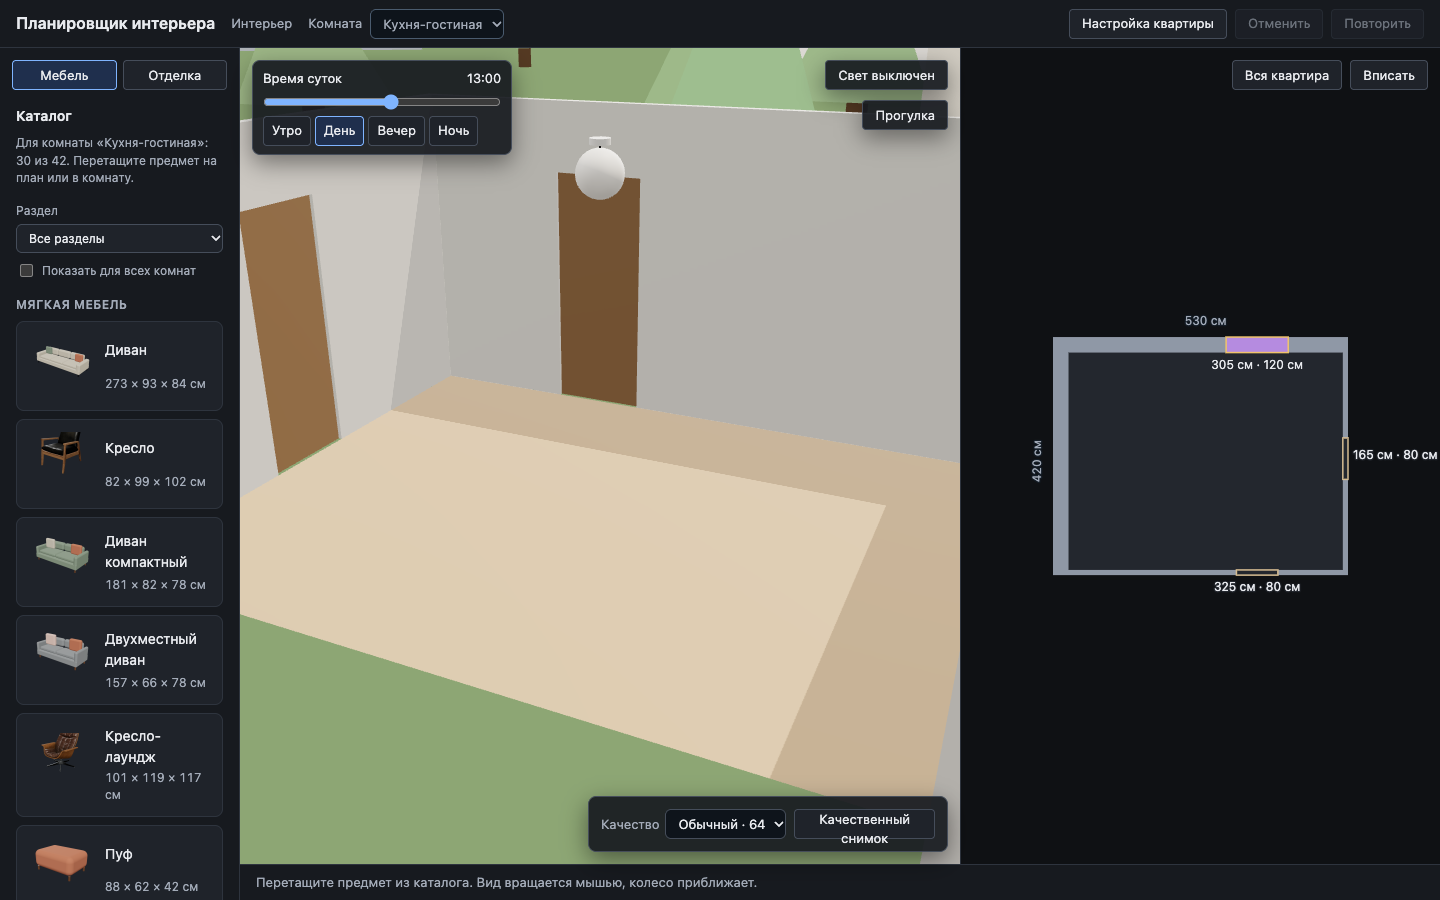 Планировщик интерьера
Интерьер
Комната
Кухня-гостиная
Настройка квартиры
Отменить
Повторить
Мебель
Отделка
Каталог
Для комнаты «Кухня-гостиная»:
30 из 42. Перетащите предмет на
план или в комнату.
Раздел
Все разделы
Показать для всех комнат
МЯГКАЯ МЕБЕЛЬ
Диван
273 × 93 × 84 см
Кресло
82 × 99 × 102 см
Диван
компактный
181 × 82 × 78 см
Двухместный
диван
157 × 66 × 78 см
Кресло-
лаундж
101 × 119 × 117
см
Пуф
88 × 62 × 42 см
Время суток
13:00
Утро
День
Вечер
Ночь
Свет выключен
Прогулка
Качество
Обычный · 64
Качественный
снимок
Вся квартира
Вписать
530 см
305 см · 120 см
420 см
165 см · 80 см
325 см · 80 см
Перетащите предмет из каталога. Вид вращается мышью, колесо приближает.